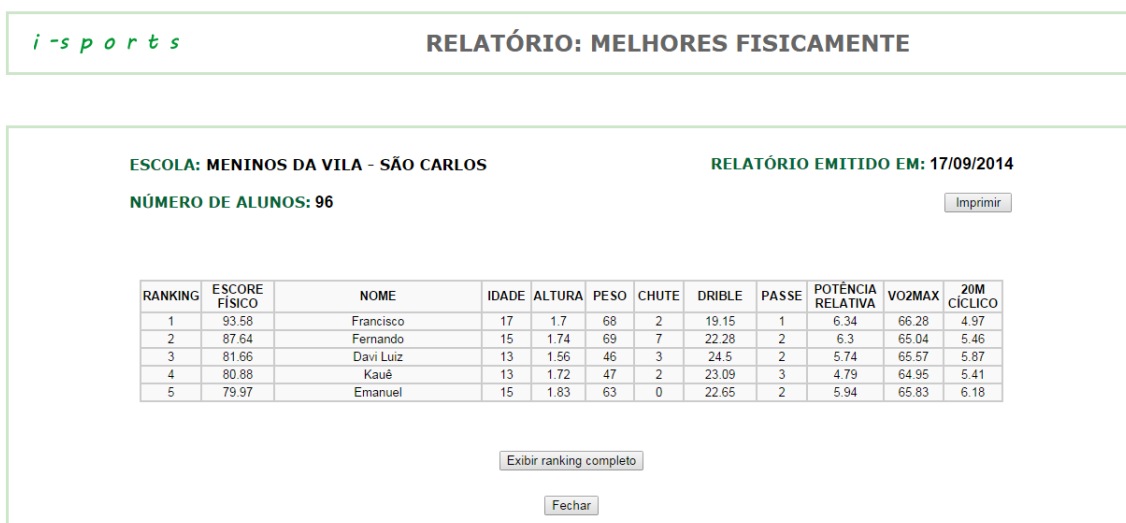 i-sports
RELATÓRIO: MELHORES FISICAMENTE
ESCOLA: MENINOS DA VILA - SÃO CARLOS
RELATÓRIO EMITIDO EM: 17/09/2014
NÚMERO DE ALUNOS: 96
Imprimir
RANKING ESCORE FÍSICO NOME IDADE ALTURA PESO CHUTE DRIBLE PASSE POTÊNCIA RELATIVA VO2MAX 20M CÍCLICO
1 93.58 Francisco 17 1.7 68 2 19.15 1 6.34 66.28 4.97
2 87.64 Fernando 15 1.74 69 7 22.28 2 6.3 65.04 5.46
3 81.66 Davi Luiz 13 1.56 46 3 24.5 2 5.74 65.57 5.87
4 80.88 Kauê 13 1.72 47 2 23.09 3 4.79 64.95 5.41
5 79.97 Emanuel 15 1.83 63 0 22.65 2 5.94 65.83 6.18
Exibir ranking completo
Fechar